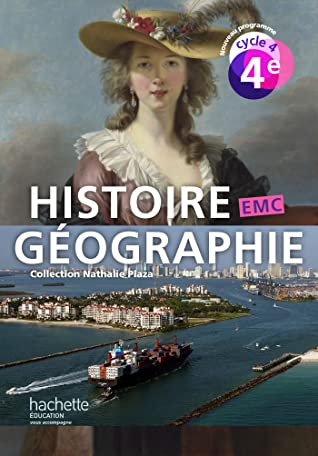 Nouveau programme
cycle 4
4e
HISTOIRE
EMC
GÉOGRAPHIE
Collection Nathalie Plaza
hachette
ÉDUCATION
vous accompagne